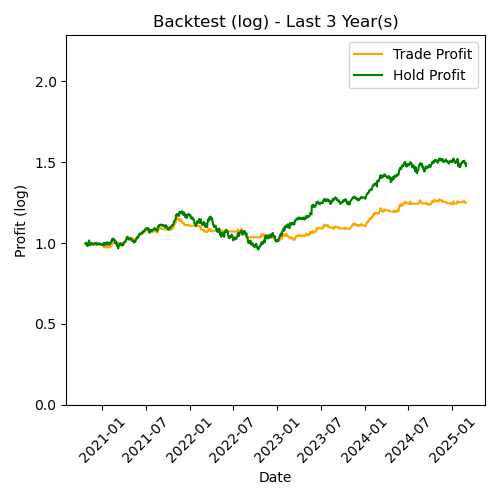 Backtest (log) - Last 3 Year(s)
Trade Profit
Hold Profit
Profit (log)
2.0
1.5
1.0
0.5
0.0
2021-01
2021-07
2022-01
2022-07
2023-01
2023-07
2024-01
2024-07
2025-01
Date